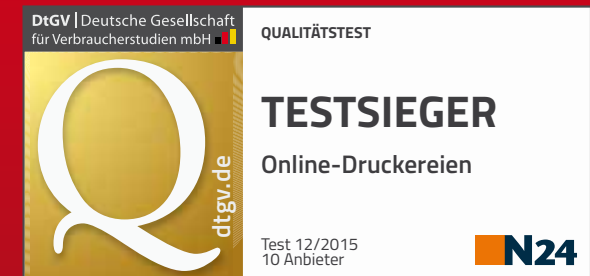 DtGV | Deutsche Gesellschaft
für Verbraucherstudien mbH
Q
dtgv.de
QUALITÄTSTEST
TESTSIEGER
Online-Druckereien
Test 12/2015
10 Anbieter
N24